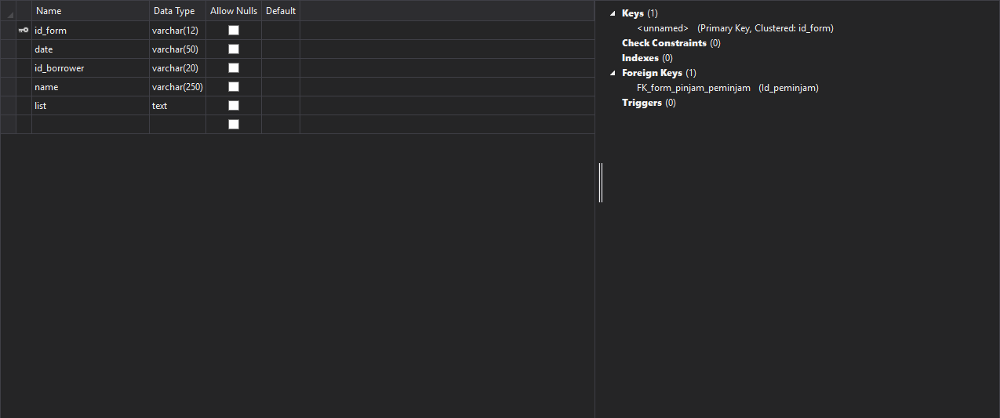 Name Data Type Allow Nulls Default
id_form varchar(12)
date varchar(50)
id_borrower varchar(20)
name varchar(250)
list text
Keys (1)
<unnamed> (Primary Key, Clustered: id_form)
Check Constraints (0)
Indexes (0)
Foreign Keys (1)
FK_form_pinjam_peminjam (Id_peminjam)
Triggers (0)